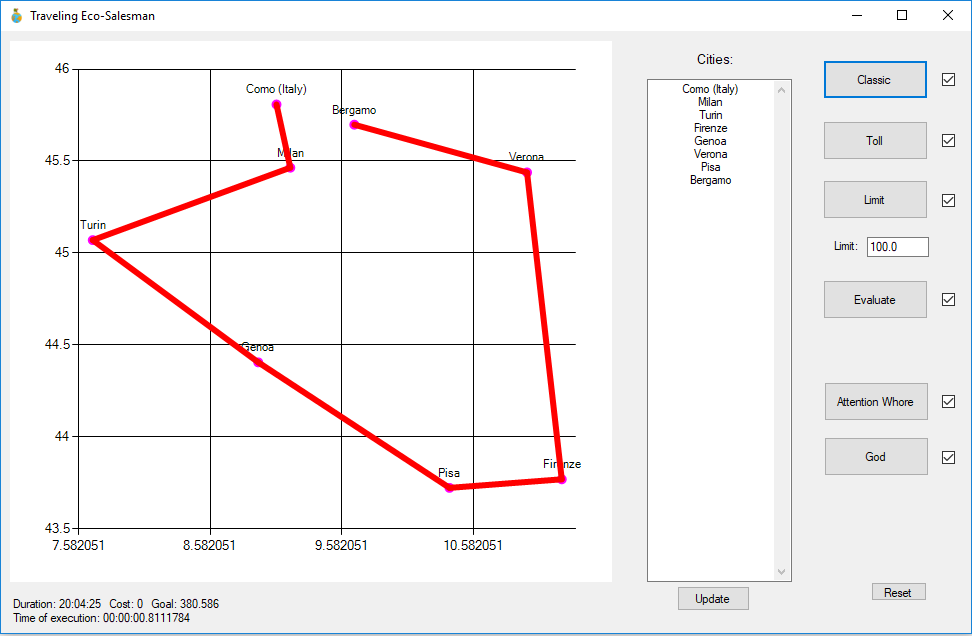 Traveling Eco-Salesman
46
45.5
45
44.5
44
43.5
7.582051
8.582051
9.582051
10.582051
Como (Italy)
Bergamo
Milan
Verona
Turin
Genoa
Pisa
Firenze
Cities:
Como (Italy)
Milan
Turin
Firenze
Genoa
Verona
Pisa
Bergamo
Update
Classic
Toll
Limit
Limit: 100.0
Evaluate
Attention Whore
God
Reset
Duration: 20:04:25 Cost: 0 Goal: 380.586
Time of execution: 00:00:00.8111784